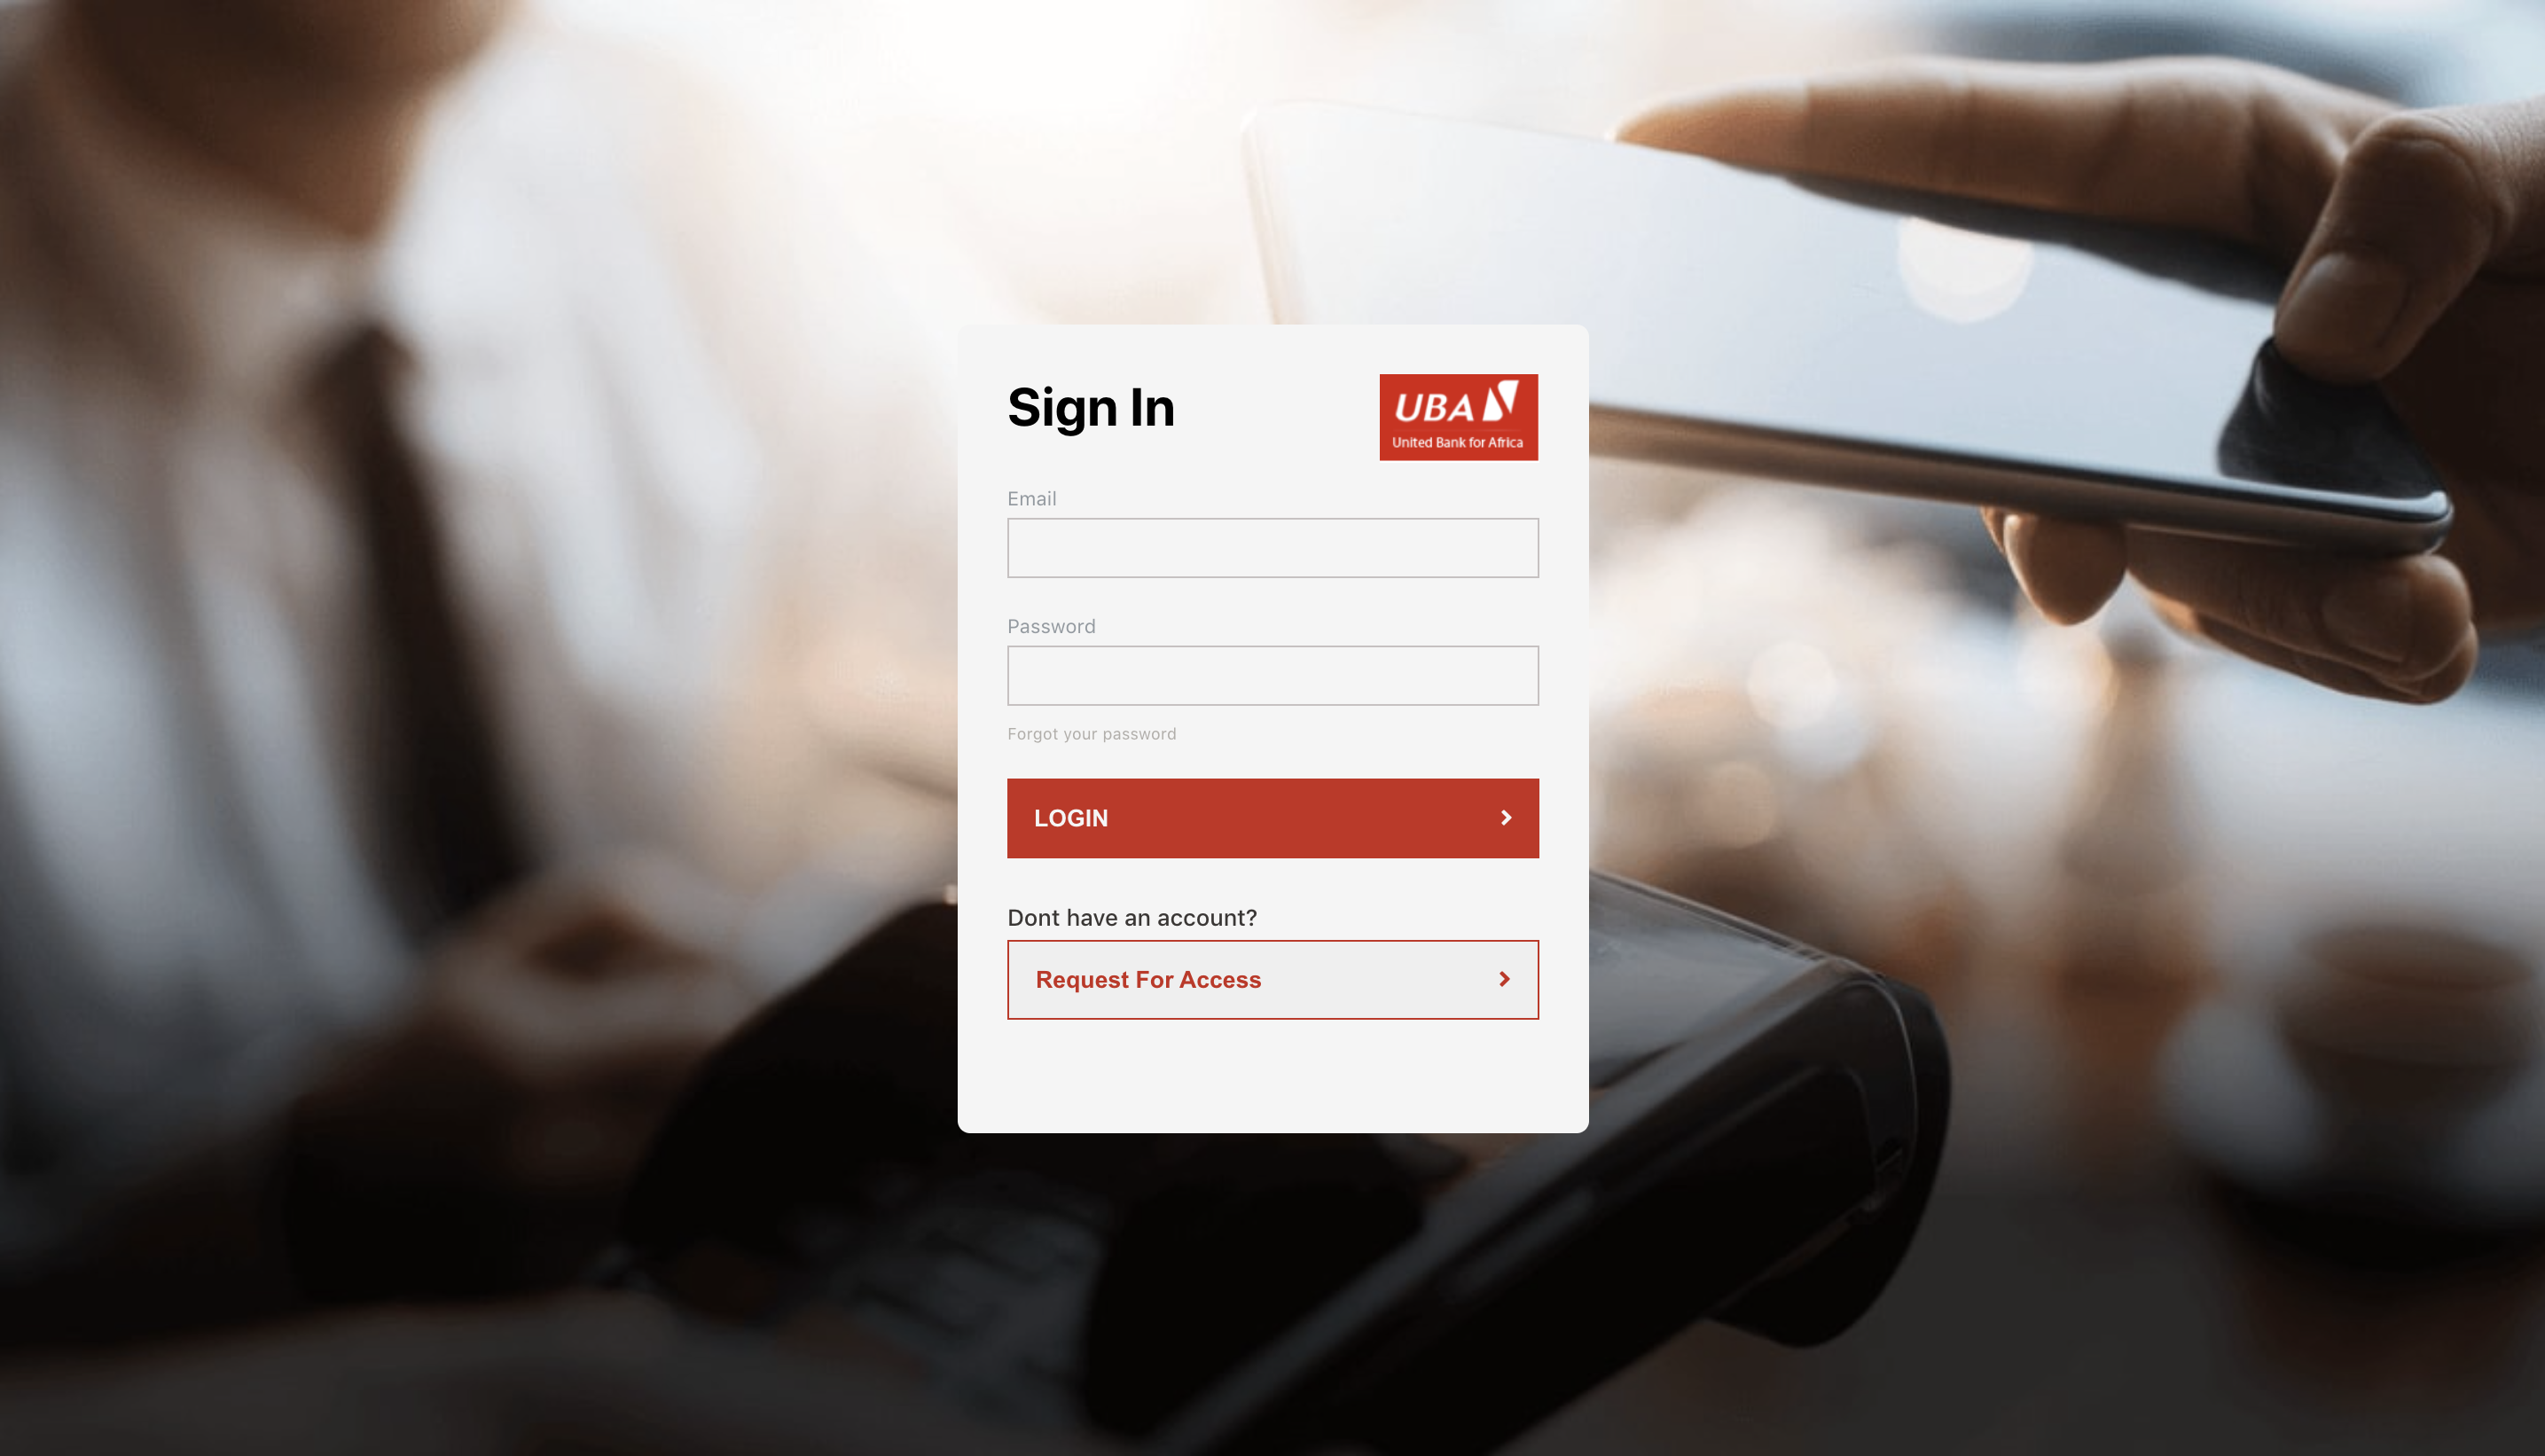 Sign In
UBA
United Bank for Africa
Email
Password
Forgot your password
LOGIN
Dont have an account?
Request For Access